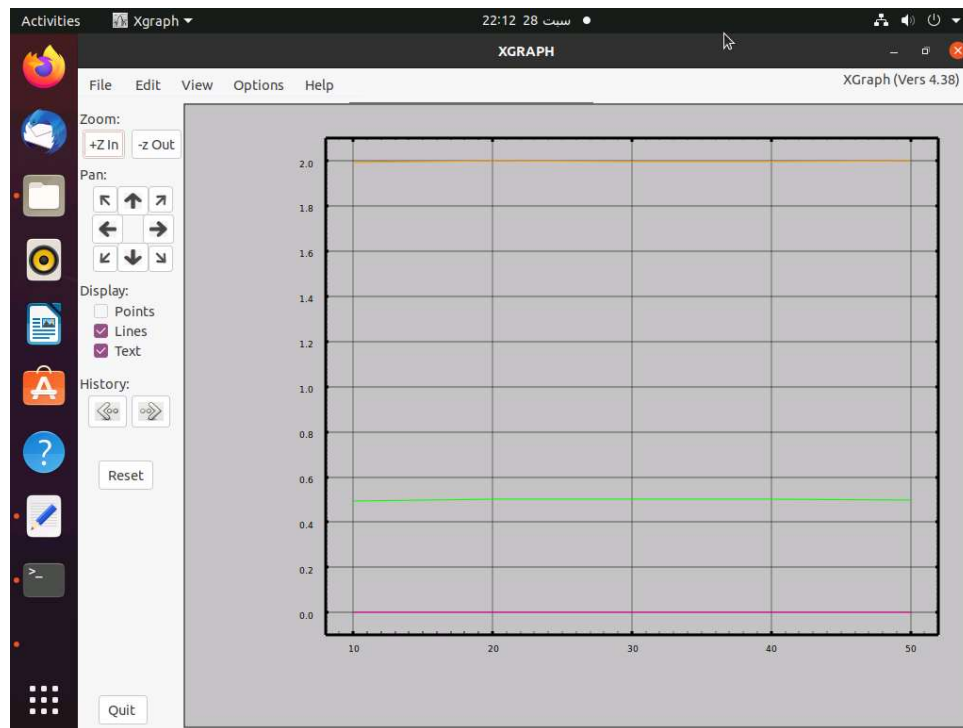 Activities Xgraph 22:12 28 سبت
XGRAPH
File Edit View Options Help XGraph (Vers 4.38)
Zoom:
+Z In -z Out
Pan:
Display:
Points
Lines
Text
History:
Reset
Quit
2.0
1.8
1.6
1.4
1.2
1.0
0.8
0.6
0.4
0.2
0.0
10 20 30 40 50